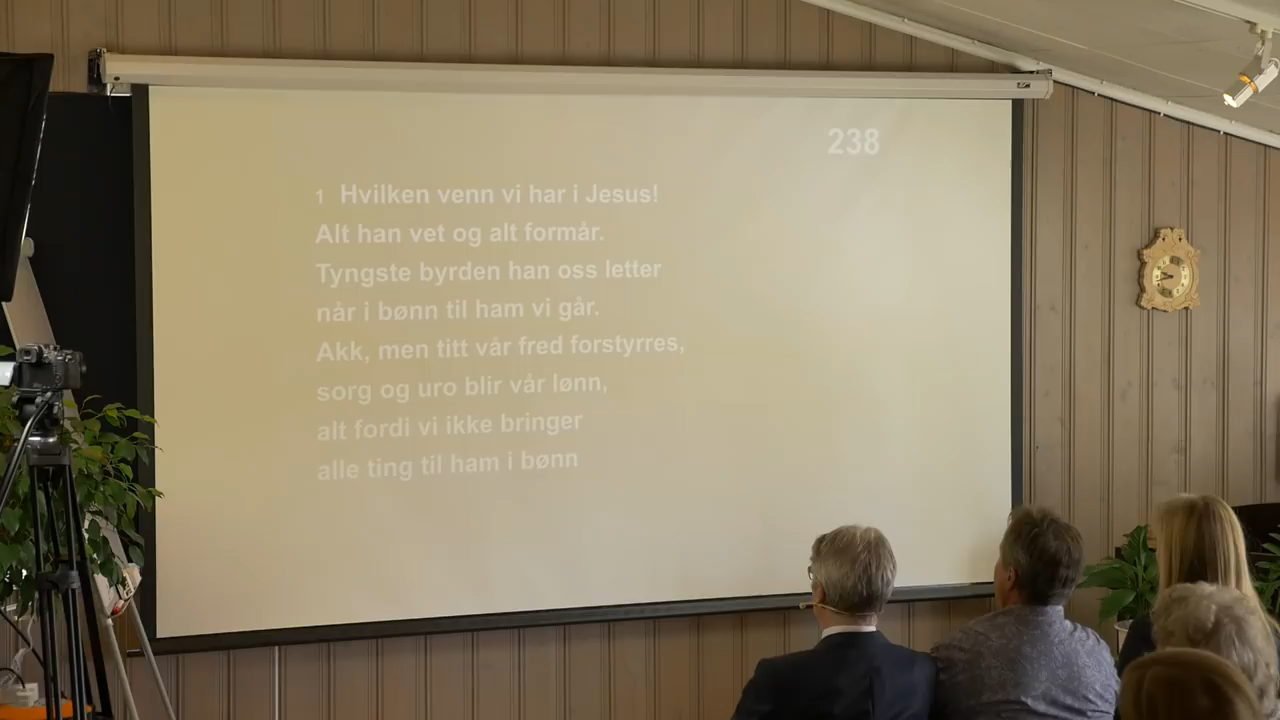 238
1 Hvilken venn vi har i Jesus!
Alt han vet og alt formår.
Tyngste byrden han oss letter
når i bønn til ham vi går.
Akk, men titt vår fred forstyrres,
sorg og uro blir vår lønn,
alt fordi vi ikke bringer
alle ting til ham i bønn